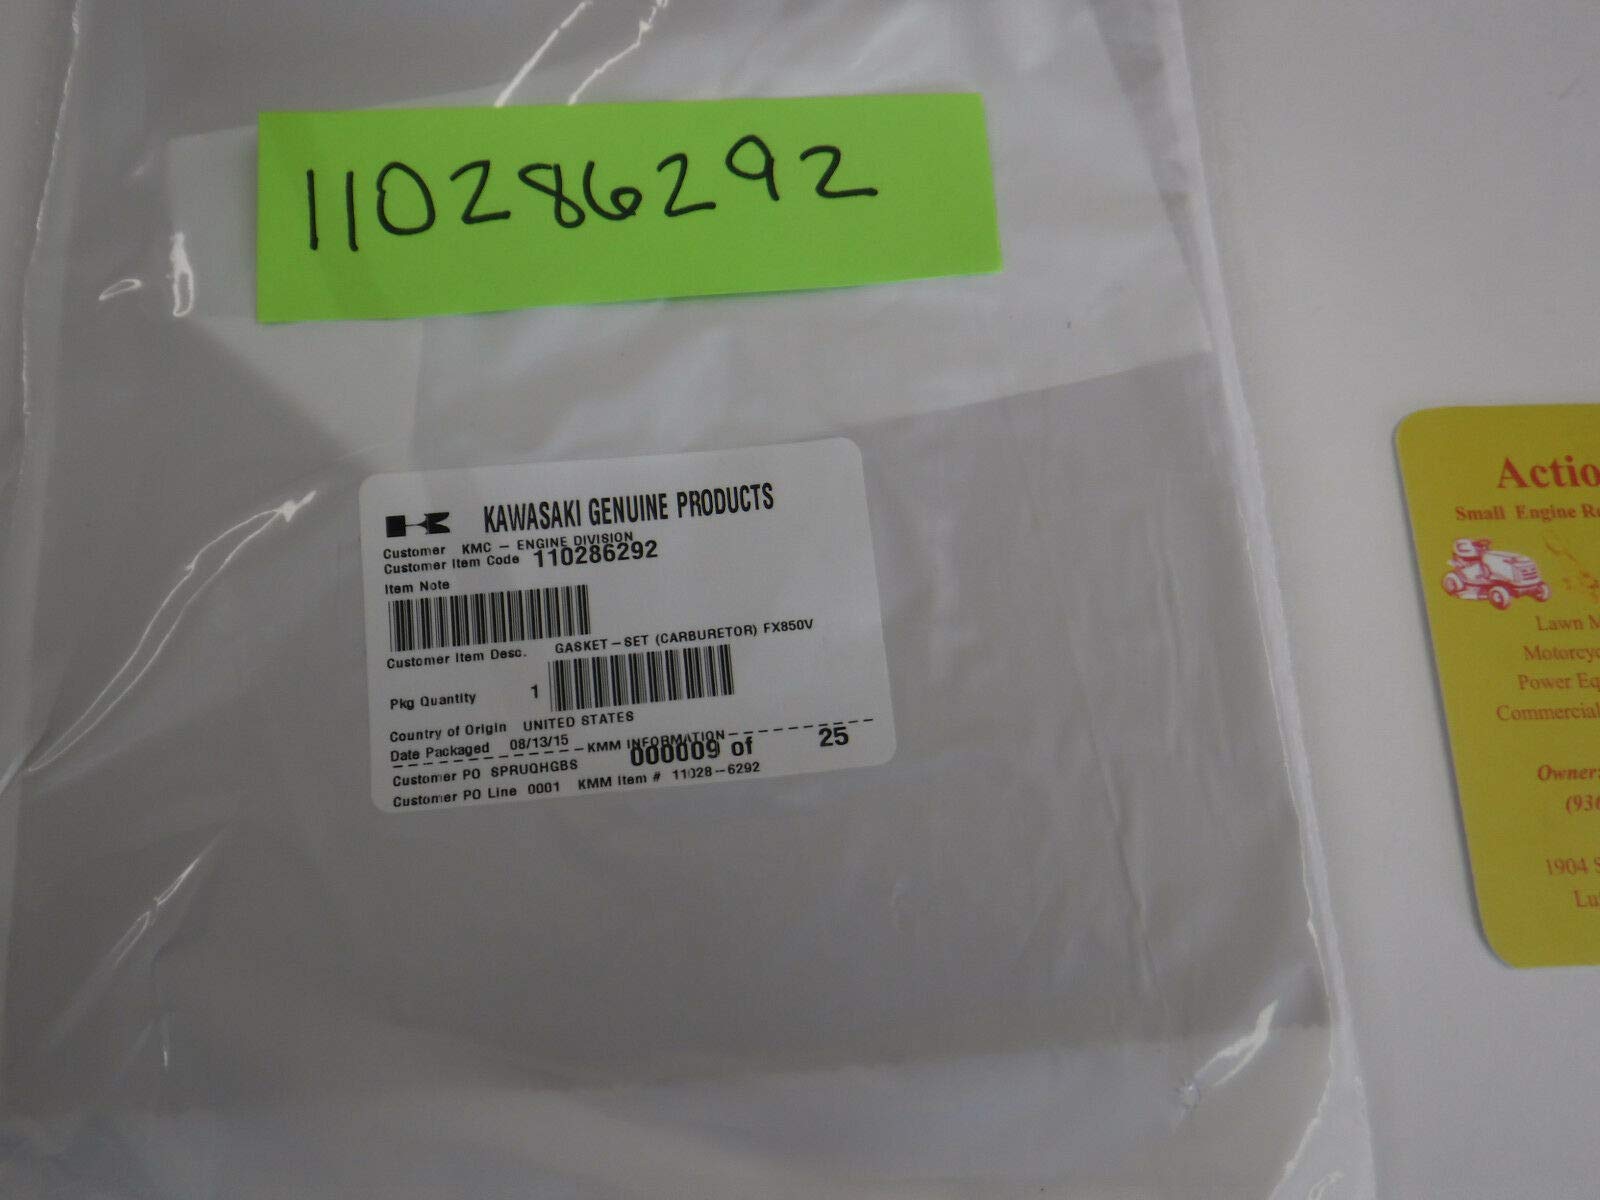 110286292
KAWASAKI GENUINE PRODUCTS
Customer KMC - ENGINE DIVISION
Customer Item Code 110286292
Item Note
Customer Item Desc. GASKET-SET (CARBURETOR) FX850V
Pkg Quantity 1
Country of Origin UNITED STATES
Date Packaged 08/13/15
KMM INFORMATION
000009 of 25
Customer PO SPRUQHGBS
Customer PO Line 0001 KMM Item # 11028-6292
Actio
Small Engine Re
Lawn M
Motorcyc
Power Eq
Commercial
Owner:
(936
1904 S
Lu